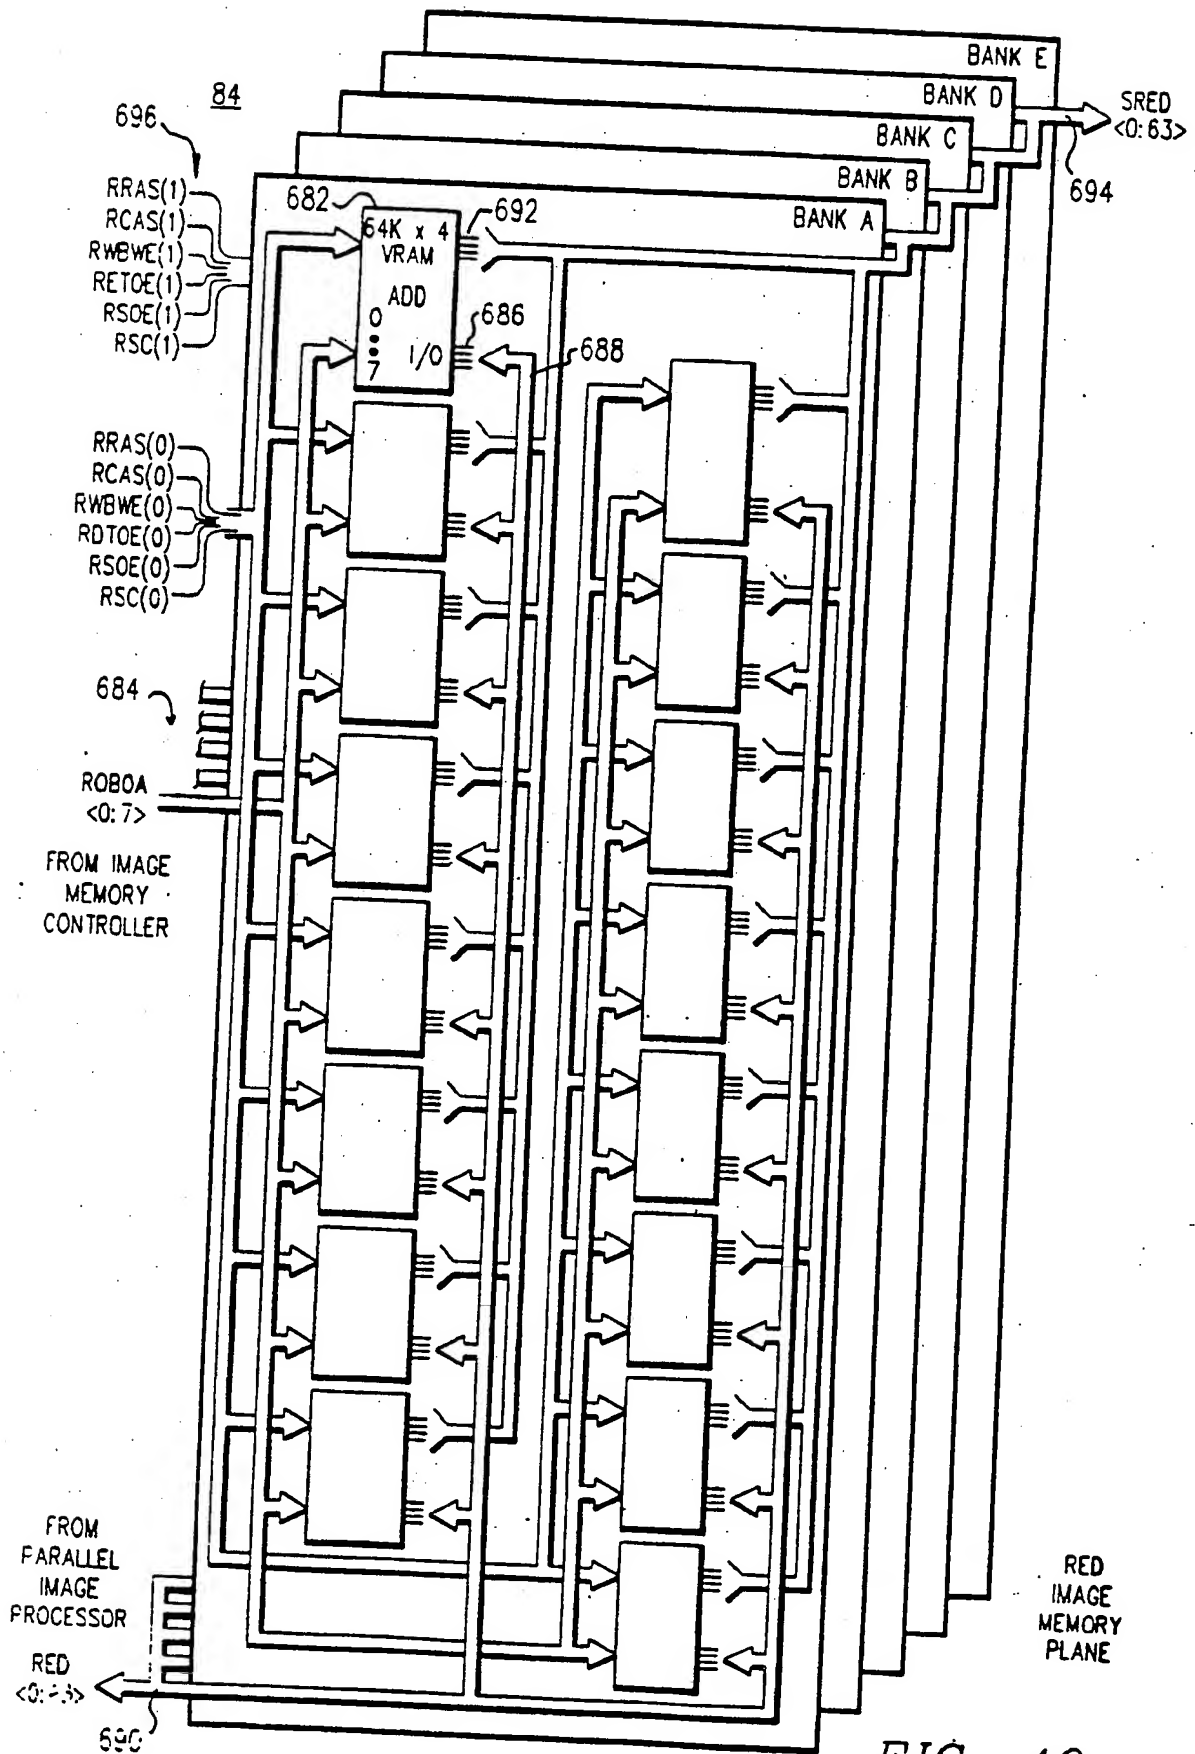 BANK E
BANK D
BANK C
BANK B
BANK A
SRED
<0:63>
694
84
696
RRAS(1)
RCAS(1)
RWBWE(1)
RETOE(1)
RSOE(1)
RSC(1)
682
64K x 4
VRAM
ADD
0
7
I/O
692
686
688
RRAS(0)
RCAS(0)
RWBWE(0)
RDTOE(0)
RSOE(0)
RSC(0)
684
ROBOA
<0:7>
FROM IMAGE
MEMORY
CONTROLLER
FROM
PARALLEL
IMAGE
PROCESSOR
RED
690
RED
IMAGE
MEMORY
PLANE
FIG.